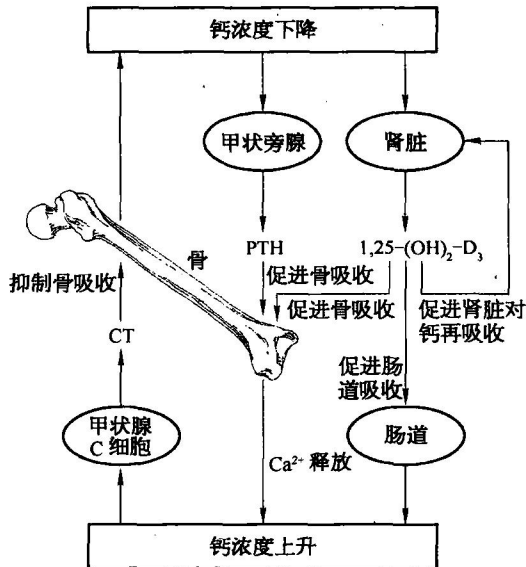 钙浓度下降
甲状旁腺
肾脏
骨
PTH
1,25-(OH)₂-D₃
抑制骨吸收
促进骨吸收
促进骨吸收
促进肾脏对
钙再吸收
CT
促进肠
道吸收
甲状腺
C 细胞
肠道
Ca²⁺ 释放
钙浓度上升